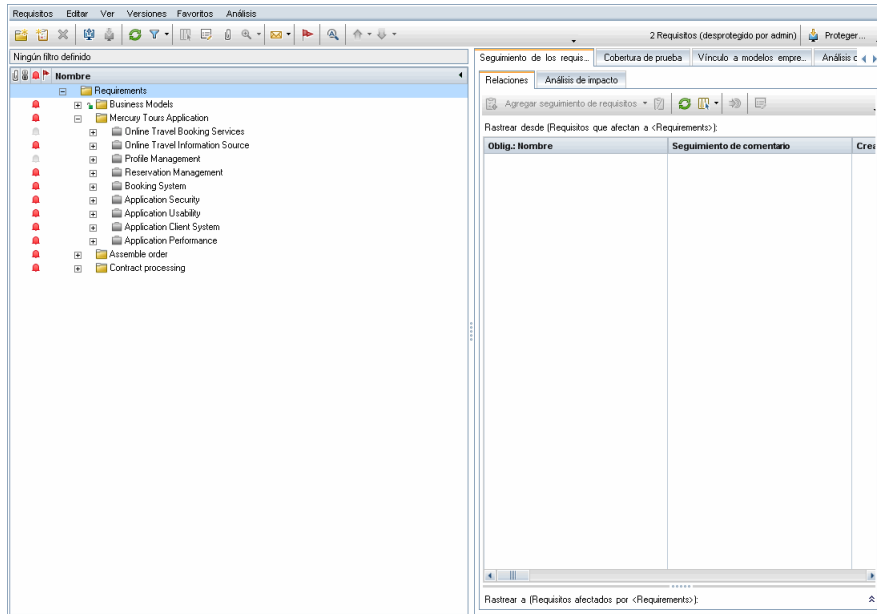 Requisitos Editar Ver Versiones Favoritos Análisis
2 Requisitos (desprotegido por admin) Proteger...
Ningún filtro definido
Nombre
Requirements
Business Models
Mercury Tours Application
Online Travel Booking Services
Online Travel Information Source
Profile Management
Reservation Management
Booking System
Application Security
Application Usability
Application Client System
Application Performance
Assemble order
Contract processing
Seguimiento de los requis... Cobertura de prueba Vínculo a modelos empre... Análisis c
Relaciones Análisis de impacto
Agregar seguimiento de requisitos
Rastrear desde (Requisitos que afectan a <Requirements>):
Oblig.: Nombre Seguimiento de comentario Crea
Rastrear a (Requisitos afectados por <Requirements>):